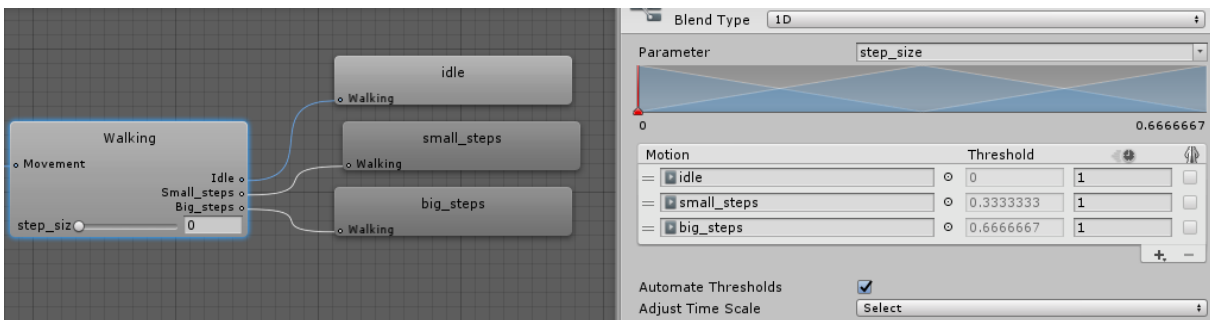 idle
Walking
Walking
Movement
Idle
Small_steps
Big_steps
step_siz
0
small_steps
Walking
big_steps
Walking
Blend Type 1D
Parameter step_size
0 0.6666667
Motion Threshold
idle 0 1
small_steps 0.3333333 1
big_steps 0.6666667 1
+ −
Automate Thresholds
Adjust Time Scale Select